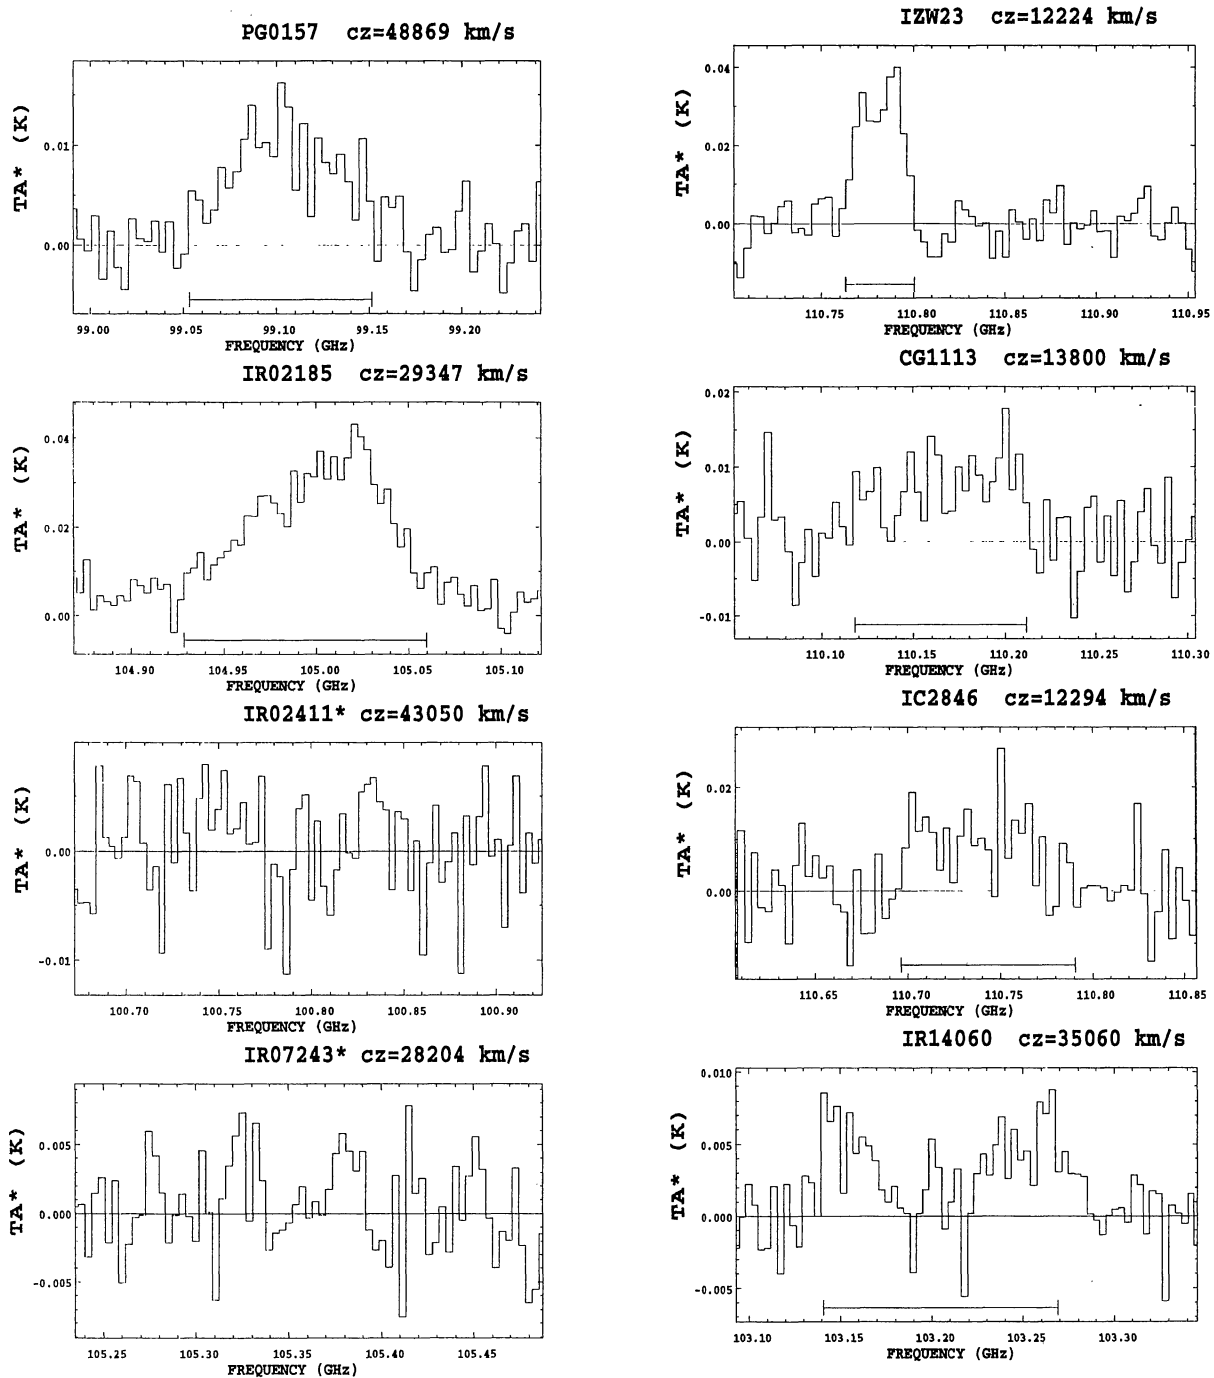 PG0157 cz=48869 km/s
TA* (K)
0.01
0.00
99.00 99.05 99.10 99.15 99.20
FREQUENCY (GHz)
IR02185 cz=29347 km/s
TA* (K)
0.04
0.02
0.00
104.90 104.95 105.00 105.05 105.10
FREQUENCY (GHz)
IR02411* cz=43050 km/s
TA* (K)
0.00
-0.01
100.70 100.75 100.80 100.85 100.90
FREQUENCY (GHz)
IR07243* cz=28204 km/s
TA* (K)
0.005
0.000
-0.005
105.25 105.30 105.35 105.40 105.45
FREQUENCY (GHz)
IZW23 cz=12224 km/s
TA* (K)
0.04
0.02
0.00
110.75 110.80 110.85 110.90 110.95
FREQUENCY (GHz)
CG1113 cz=13800 km/s
TA* (K)
0.02
0.01
0.00
-0.01
110.10 110.15 110.20 110.25 110.30
FREQUENCY (GHz)
IC2846 cz=12294 km/s
TA* (K)
0.02
0.00
110.65 110.70 110.75 110.80 110.85
FREQUENCY (GHz)
IR14060 cz=35060 km/s
TA* (K)
0.010
0.005
0.000
-0.005
103.10 103.15 103.20 103.25 103.30
FREQUENCY (GHz)